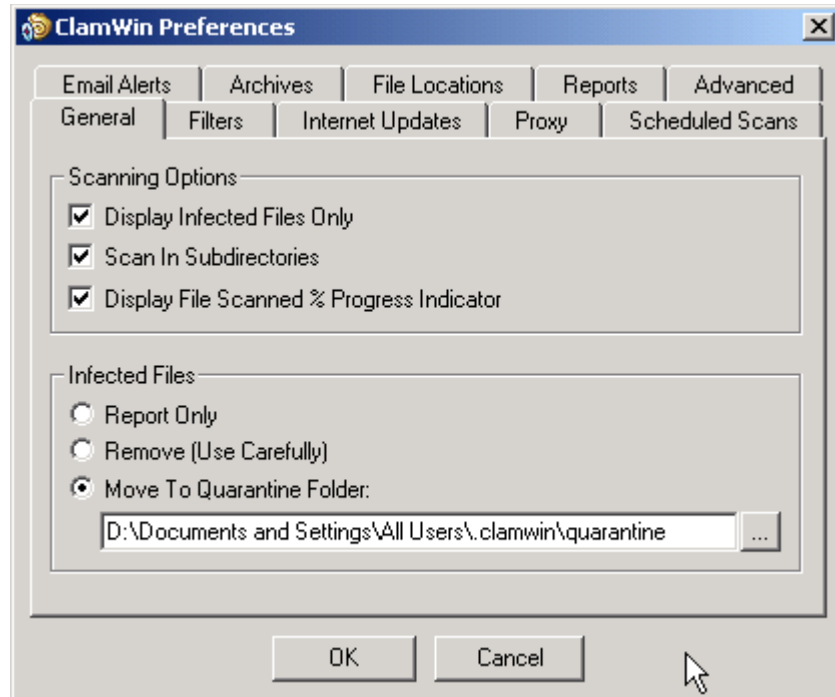 ClamWin Preferences
Email Alerts Archives File Locations Reports Advanced
General Filters Internet Updates Proxy Scheduled Scans
Scanning Options
Display Infected Files Only
Scan In Subdirectories
Display File Scanned % Progress Indicator
Infected Files
Report Only
Remove (Use Carefully)
Move To Quarantine Folder:
D:\Documents and Settings\All Users\.clamwin\quarantine ...
OK Cancel